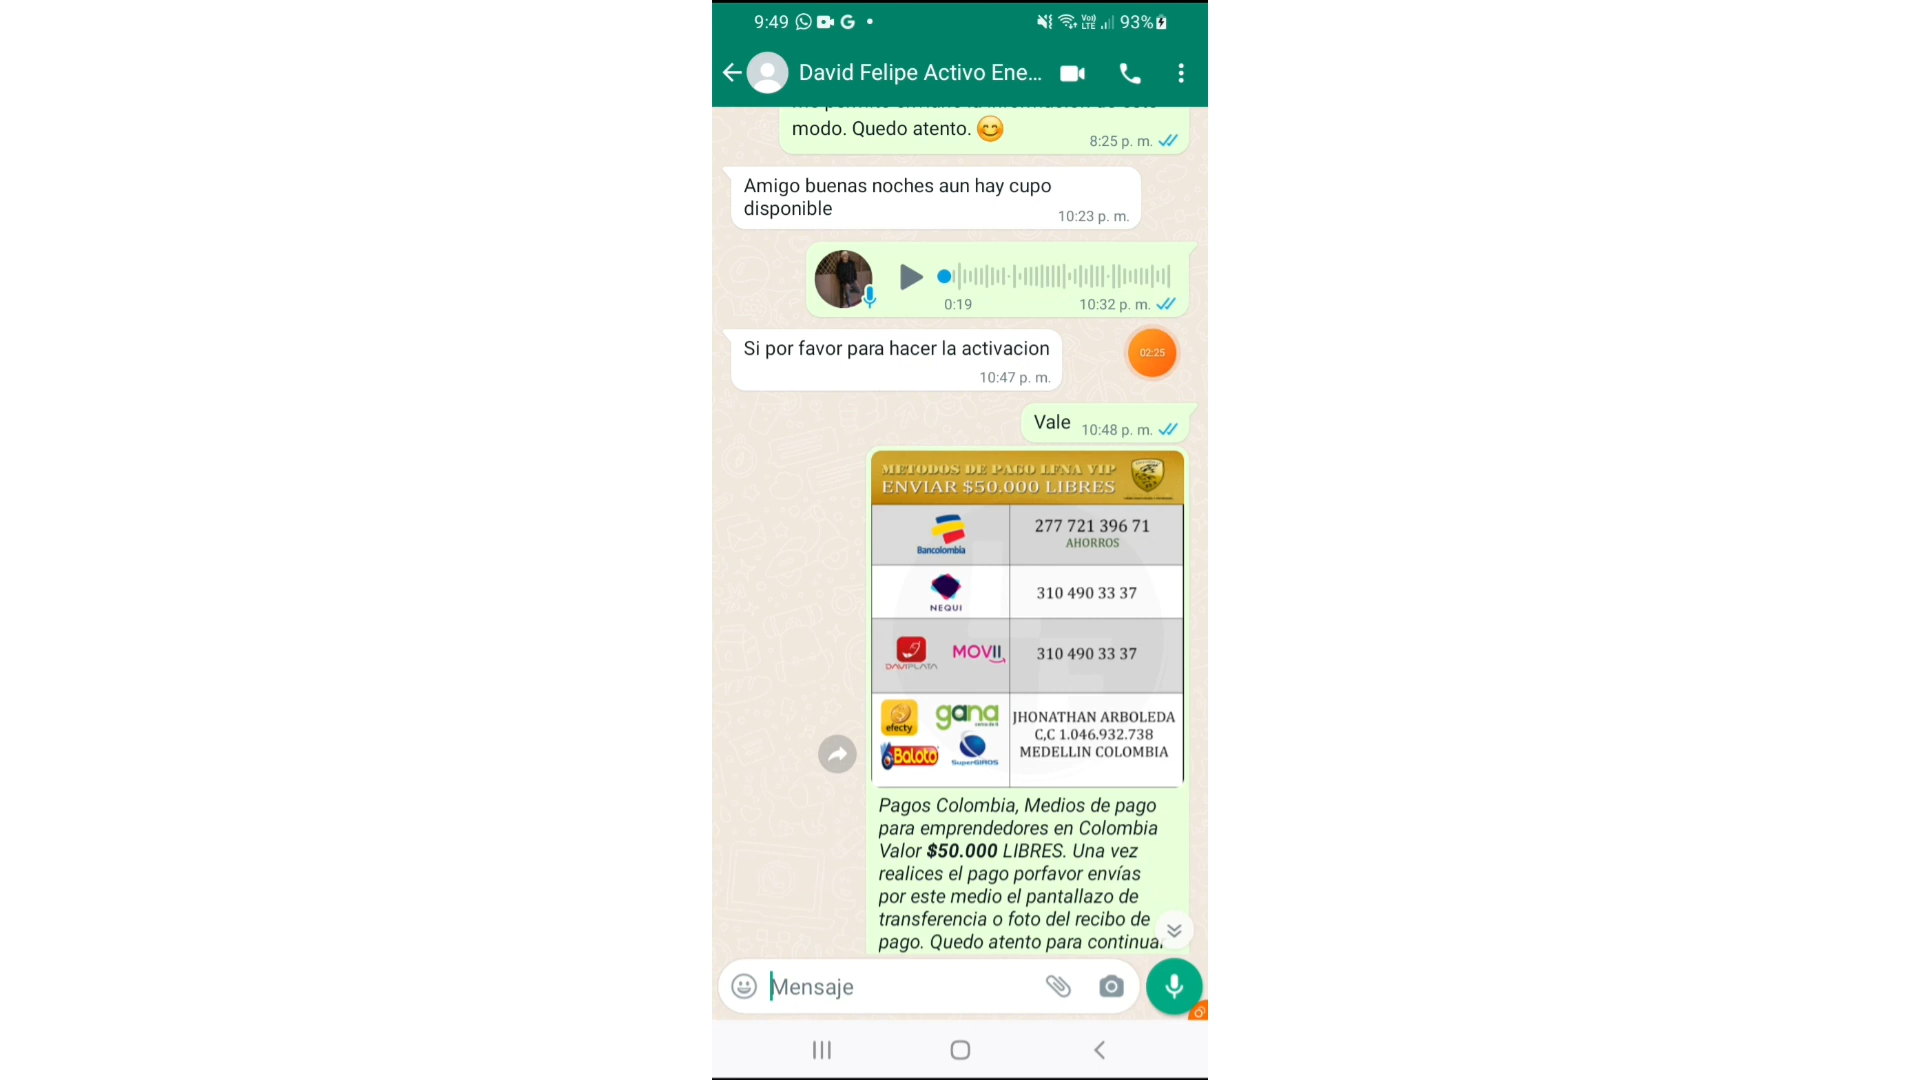 9:49 G 93%
David Felipe Activo Ene...
modo. Quedo atento. 😊
8:25 p. m.
Amigo buenas noches aun hay cupo
disponible
10:23 p. m.
0:19 10:32 p. m.
Si por favor para hacer la activacion
02:25
10:47 p. m.
Vale 10:48 p. m.
METODOS DE PAGO LFNA VIP
ENVIAR $50.000 LIBRES
Bancolombia
277 721 396 71
AHORROS
NEQUI
310 490 33 37
DAVIPLATA MOVII
310 490 33 37
efecty gana
Baloto SuperGIROS
JHONATHAN ARBOLEDA
C,C 1.046.932.738
MEDELLIN COLOMBIA
Pagos Colombia, Medios de pago
para emprendedores en Colombia
Valor $50.000 LIBRES. Una vez
realices el pago porfavor envías
por este medio el pantallazo de
transferencia o foto del recibo de
pago. Quedo atento para continuar
Mensaje